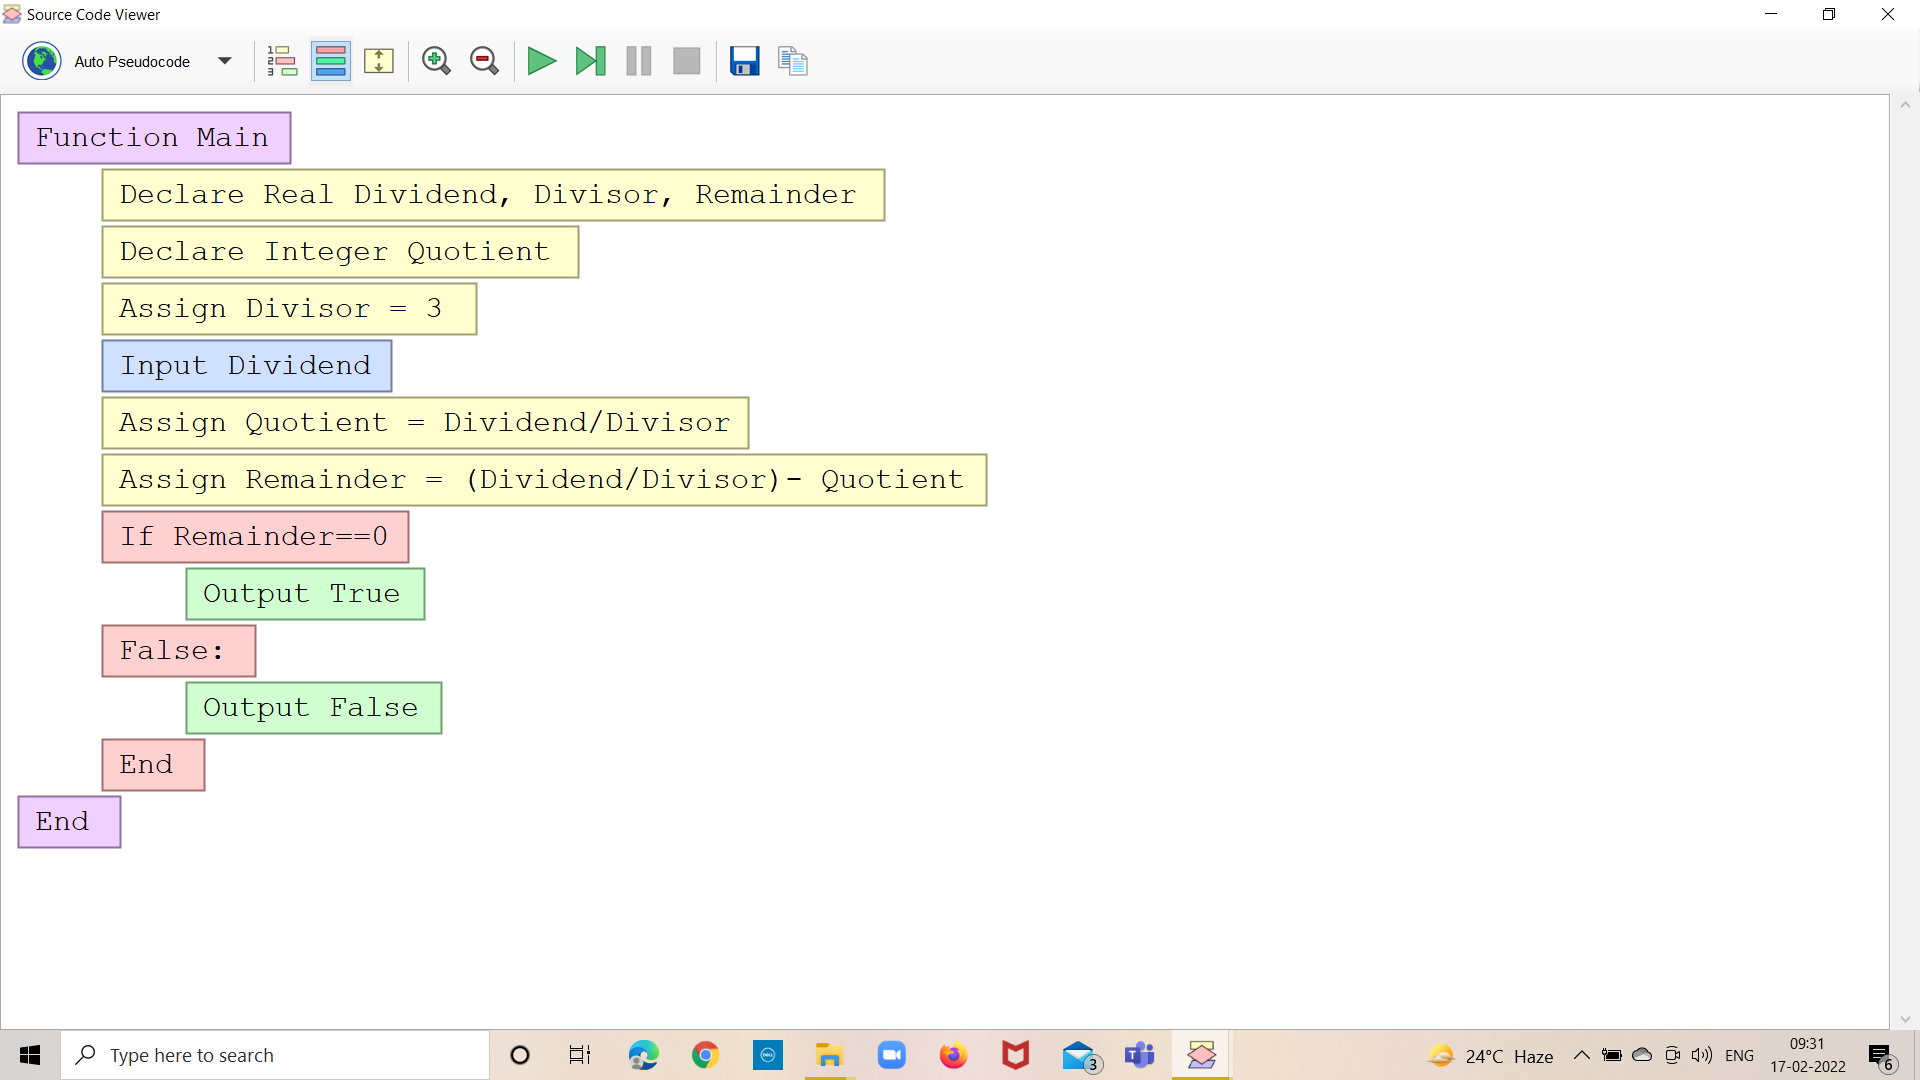 Source Code Viewer
Auto Pseudocode
Function Main
Declare Real Dividend, Divisor, Remainder
Declare Integer Quotient
Assign Divisor = 3
Input Dividend
Assign Quotient = Dividend/Divisor
Assign Remainder = (Dividend/Divisor)- Quotient
If Remainder==0
Output True
False:
Output False
End
End
Type here to search
DELL
3
24°C Haze
ENG
09:31
17-02-2022
6